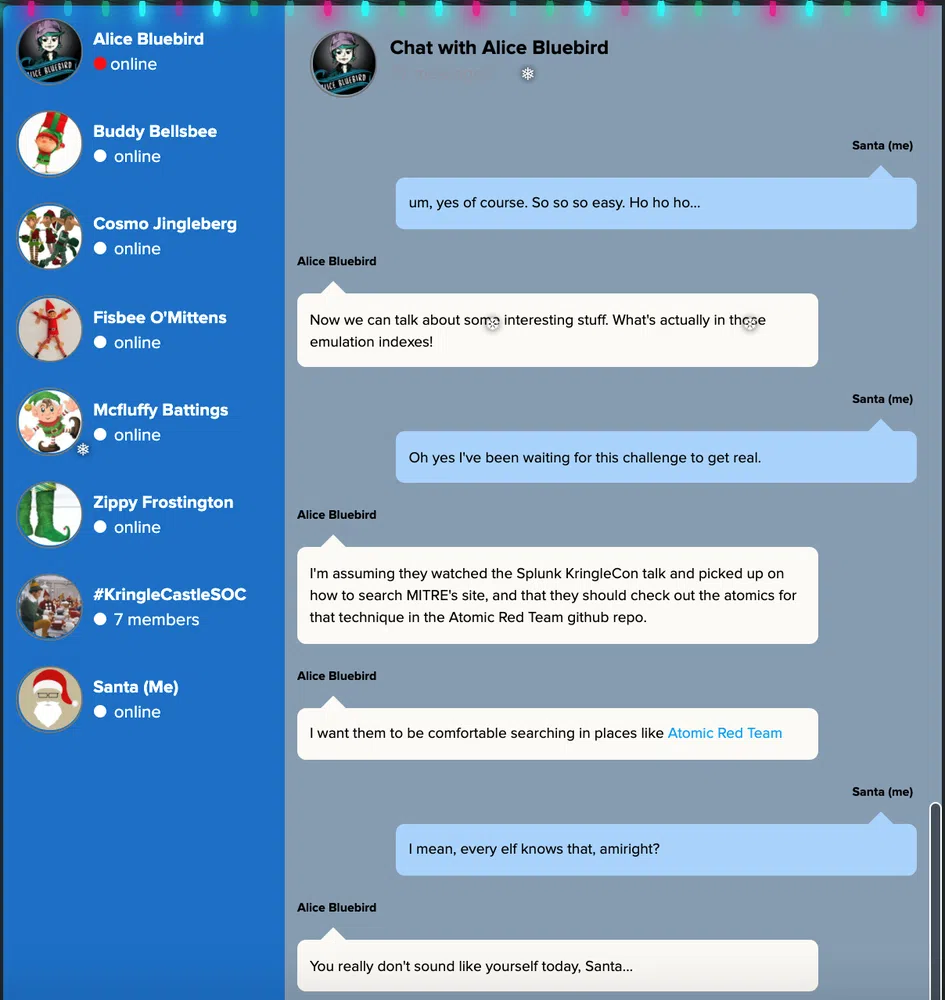 Alice Bluebird
online
Buddy Bellsbee
online
Cosmo Jingleberg
online
Fisbee O'Mittens
online
Mcfluffy Battings
online
Zippy Frostington
online
#KringleCastleSOC
7 members
Santa (Me)
online
ALICE BLUEBIRD
Chat with Alice Bluebird
Santa (me)
um, yes of course. So so so easy. Ho ho ho...
Alice Bluebird
Now we can talk about some interesting stuff. What's actually in those
emulation indexes!
Santa (me)
Oh yes I've been waiting for this challenge to get real.
Alice Bluebird
I'm assuming they watched the Splunk KringleCon talk and picked up on
how to search MITRE's site, and that they should check out the atomics for
that technique in the Atomic Red Team github repo.
Alice Bluebird
I want them to be comfortable searching in places like Atomic Red Team
Santa (me)
I mean, every elf knows that, amiright?
Alice Bluebird
You really don't sound like yourself today, Santa...